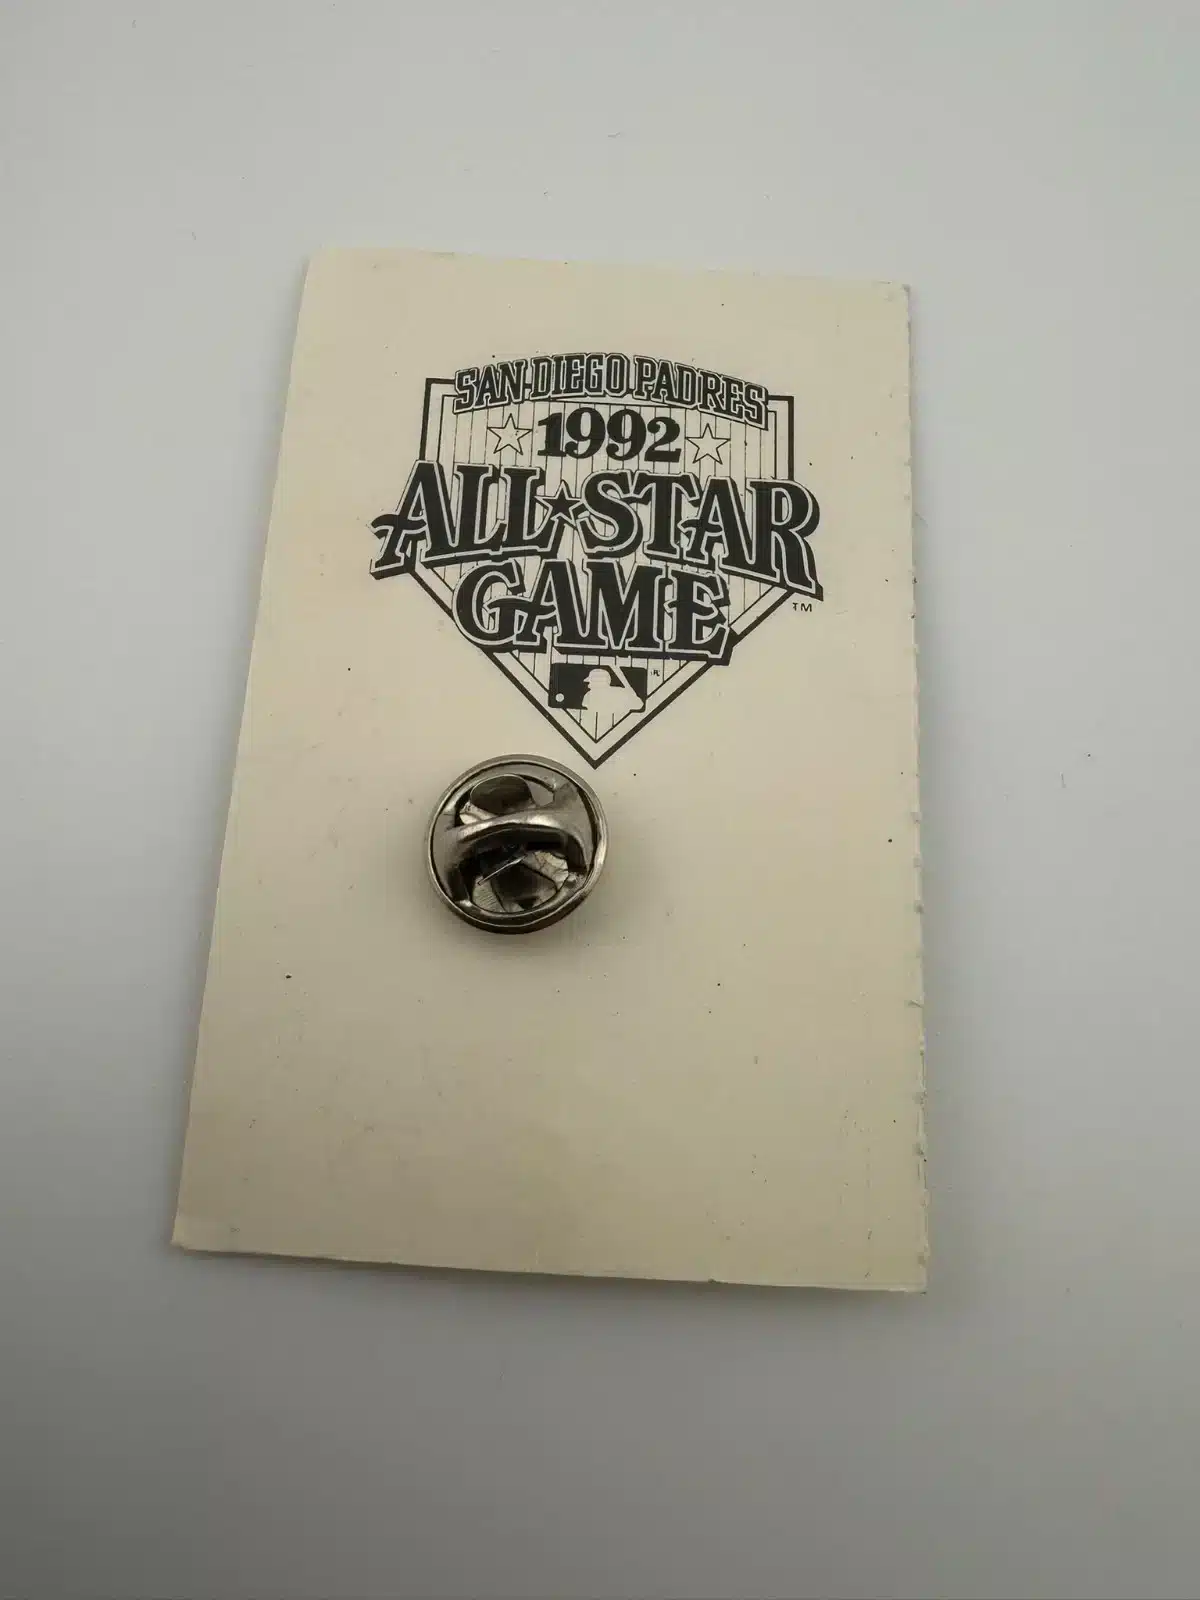 SAN DIEGO PADRES
1992
ALL★STAR
GAME
TM